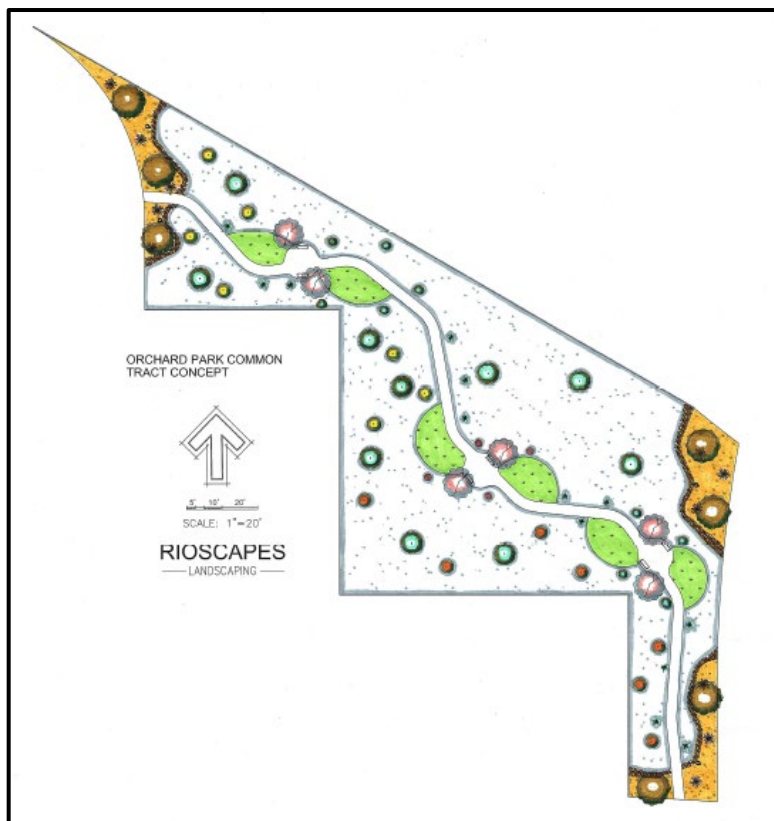 ORCHARD PARK COMMON
TRACT CONCEPT
5' 10' 20'
SCALE: 1"=20'
RIOSCAPES
LANDSCAPING